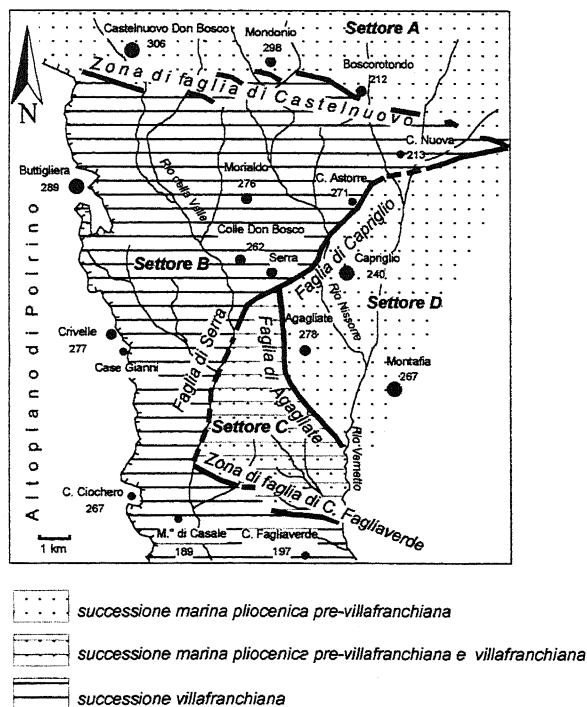 Settore A
Castelnuovo Don Bosco
306
Mondonio
298
Boscorotondo
212
Zona di faglia di Castelnuovo
N
C. Nuova
213
Buttigliera
289
Rio della Valle
Morialdo
276
C. Astorre
271
Colle Don Bosco
262
Serra
Faglia di Capriglio
Capriglio
240
Settore B
Settore D
Rio Nissone
Altopiano di Polrino
Crivelle
277
Case Gianni
Faglia di Serra
Faglia di Agagliate
Agagliate
278
Montafia
267
Settore C
Rio Varnetto
Zona di faglia di C. Fagliaverde
C. Ciochero
267
M.ª di Casale
189
C. Fagliaverde
197
1 km
successione marina pliocenica pre-villafranchiana
successione marina pliocenica pre-villafranchiana e villafranchiana
successione villafranchiana